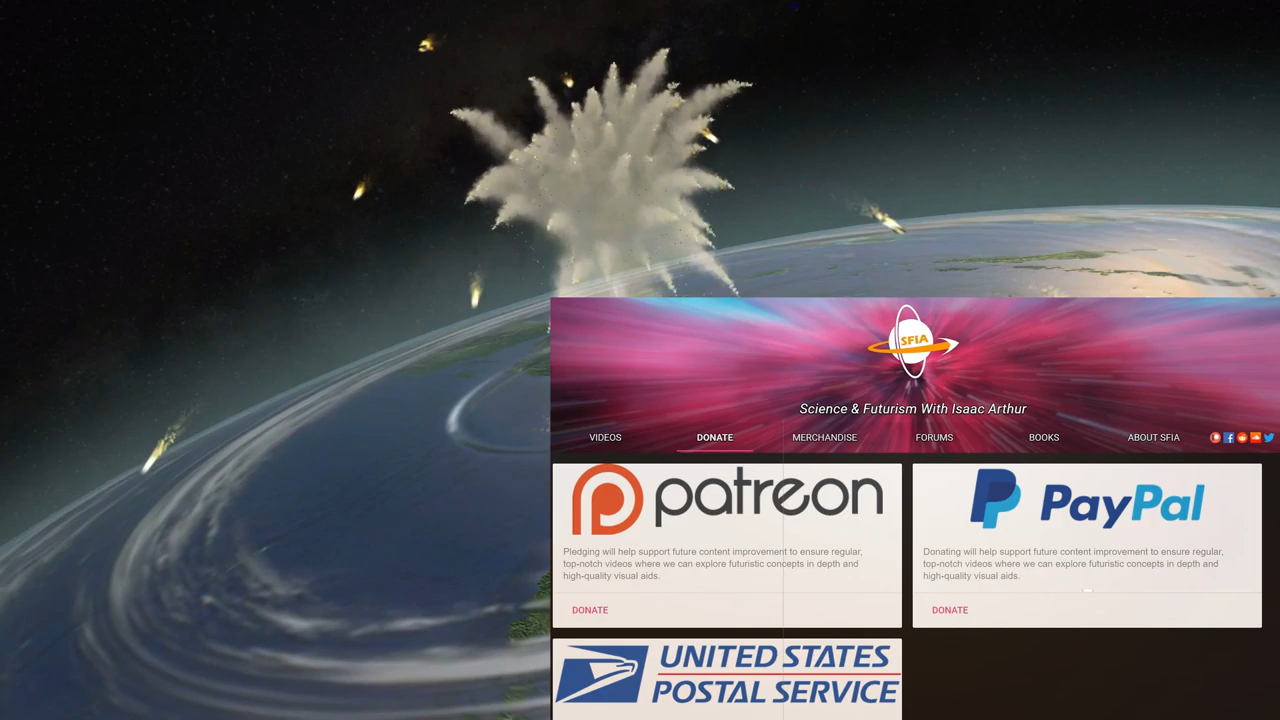 SFIA
Science & Futurism With Isaac Arthur
VIDEOS
DONATE
MERCHANDISE
FORUMS
BOOKS
ABOUT SFIA
patreon
Pledging will help support future content improvement to ensure regular,
top-notch videos where we can explore futuristic concepts in depth and
high-quality visual aids.
DONATE
PayPal
Donating will help support future content improvement to ensure regular,
top-notch videos where we can explore futuristic concepts in depth and
high-quality visual aids.
DONATE
UNITED STATES
POSTAL SERVICE